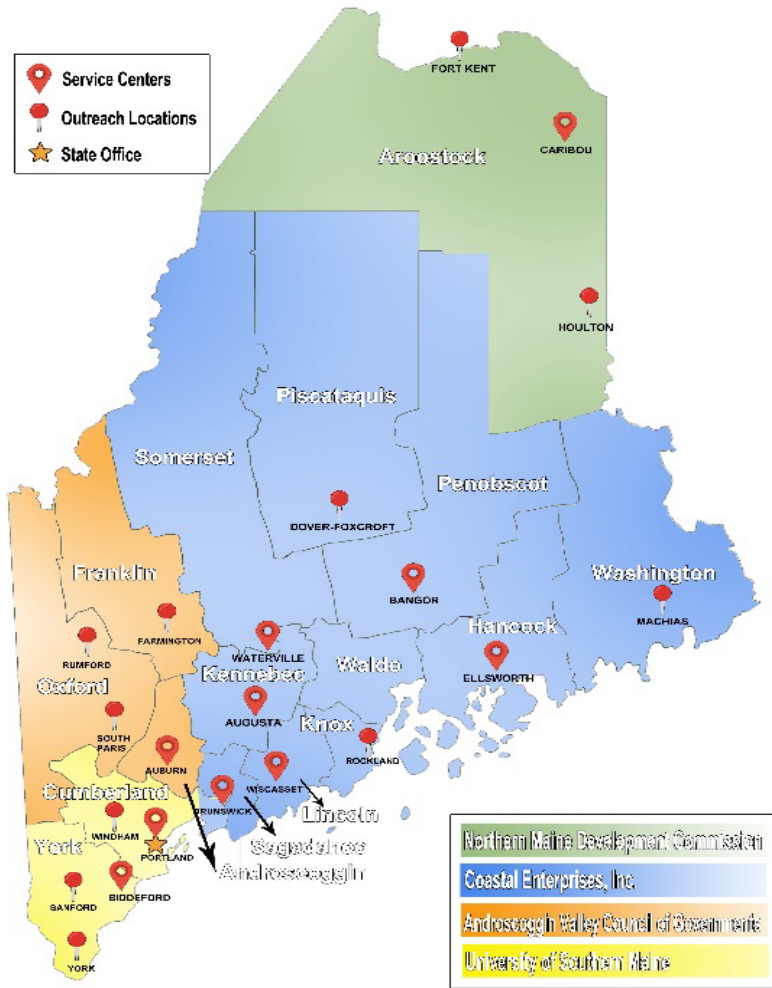 Service Centers
Outreach Locations
State Office
FORT KENT
CARIBOU
Aroostock
HOULTON
Piscataquis
Somerset
Penobscot
DOVER-FOXCROFT
Franklin
Washington
BANGOR
MACHIAS
FARMINGTON
Hancock
RUMFORD
WATERVILLE
Waldo
Kennebec
ELLSWORTH
Oxford
AUGUSTA
Knox
SOUTH
PARIS
ROCKLAND
AUBURN
WISCASSET
Cumberland
BRUNSWICK
Lincoln
WINDHAM
York
PORTLAND
Sagadahoc
Androscoggin
BIDDEFORD
SANFORD
YORK
Northern Maine Development Commission
Coastal Enterprises, Inc.
Androscoggin Valley Council of Governments
University of Southern Maine